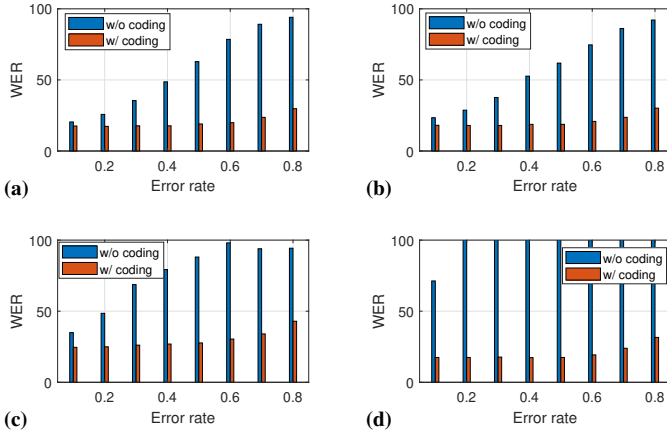 100
50
0
WER
w/o coding
w/ coding
0.2 0.4 0.6 0.8
Error rate
(a)
100
50
0
WER
w/o coding
w/ coding
0.2 0.4 0.6 0.8
Error rate
(b)
100
50
0
WER
w/o coding
w/ coding
0.2 0.4 0.6 0.8
Error rate
(c)
100
50
0
WER
w/o coding
w/ coding
0.2 0.4 0.6 0.8
Error rate
(d)